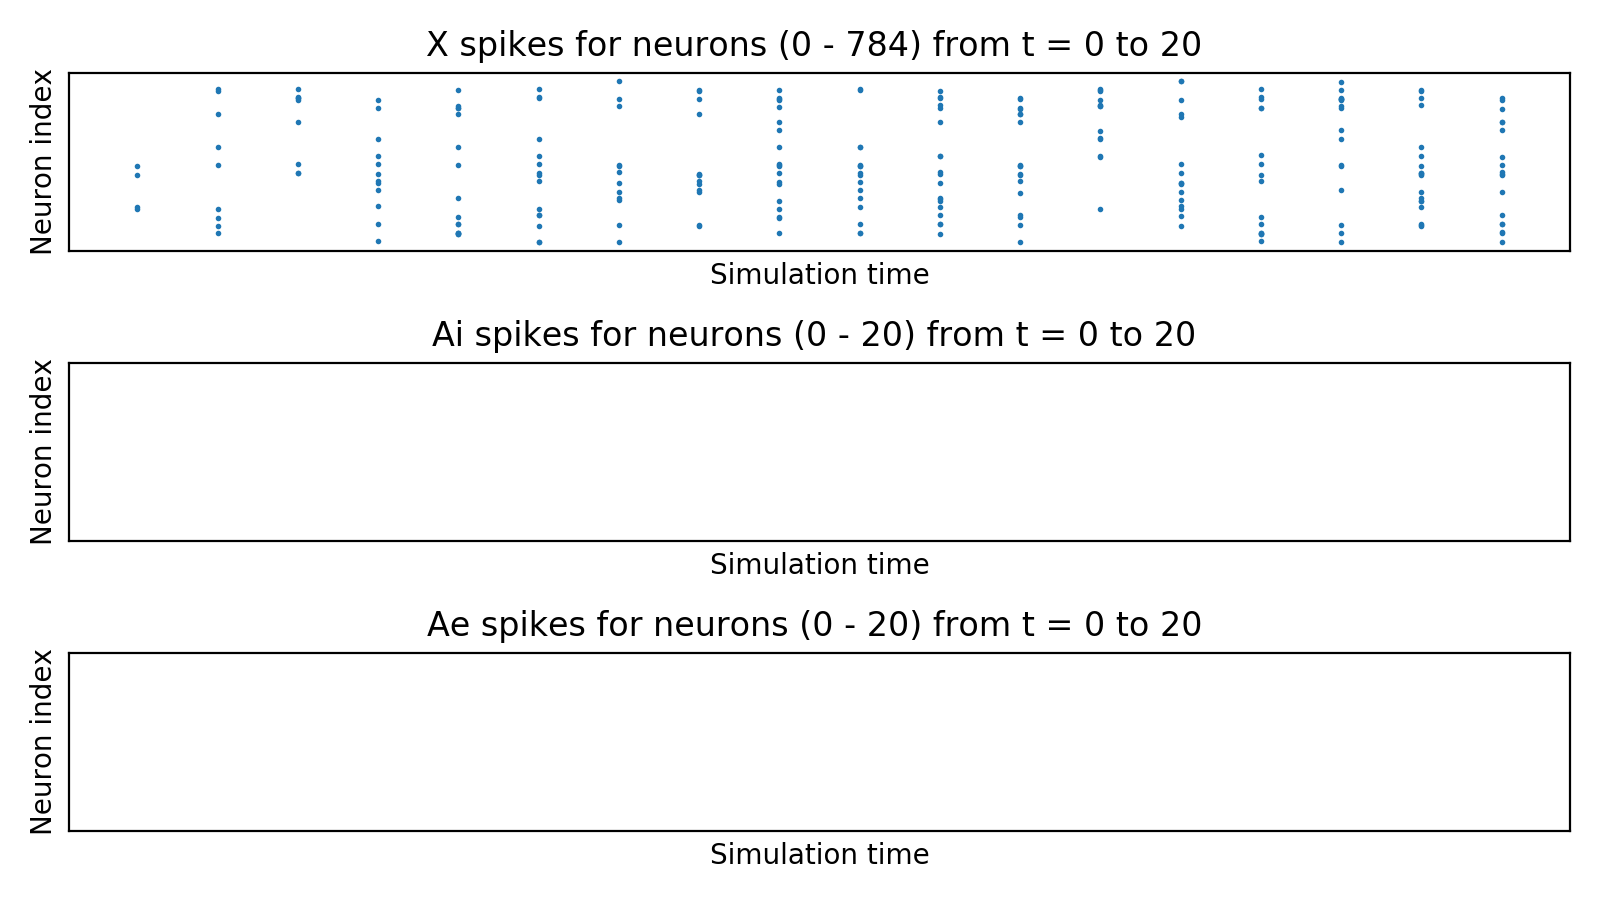 X spikes for neurons (0 - 784) from t = 0 to 20
Neuron index
Simulation time
Ai spikes for neurons (0 - 20) from t = 0 to 20
Neuron index
Simulation time
Ae spikes for neurons (0 - 20) from t = 0 to 20
Neuron index
Simulation time